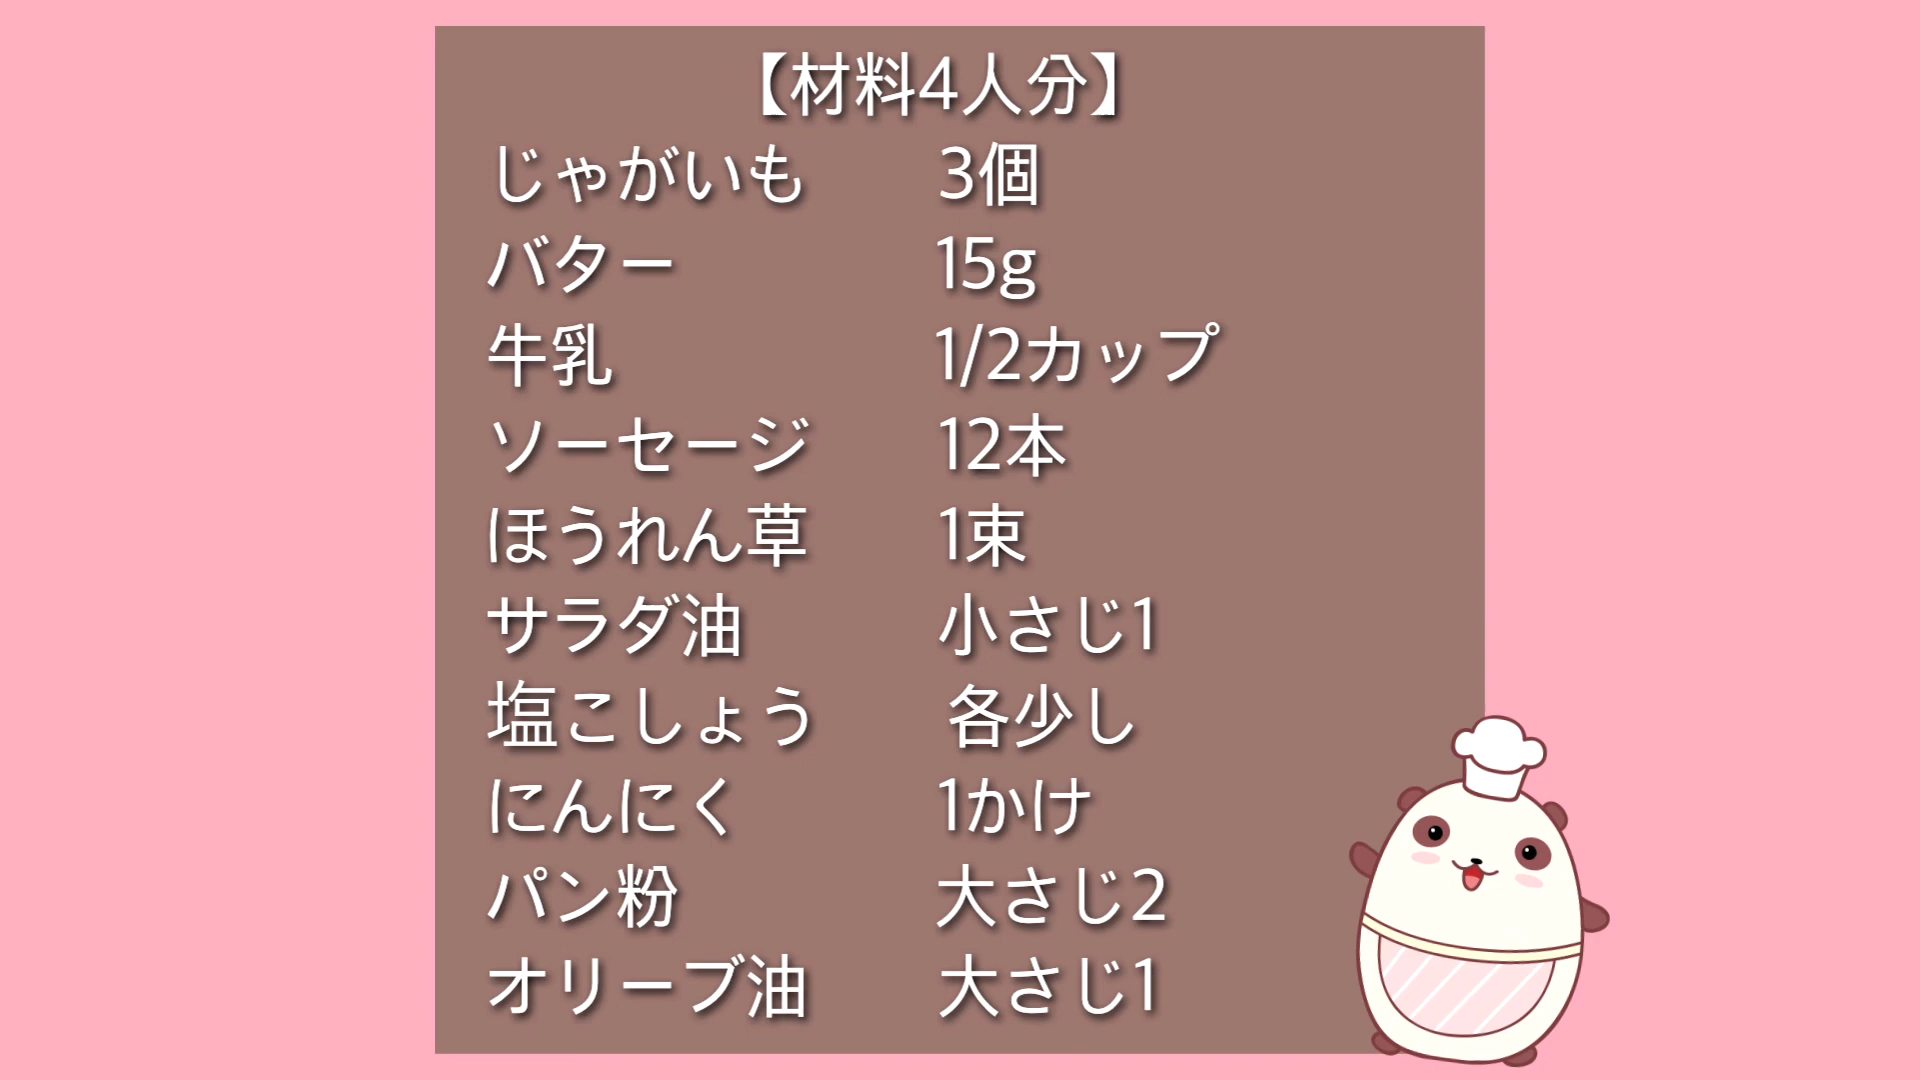 【材料4人分】
じゃがいも 3個
バター 15g
牛乳 1/2カップ
ソーセージ 12本
ほうれん草 1束
サラダ油 小さじ1
塩こしょう 各少し
にんにく 1かけ
パン粉 大さじ2
オリーブ油 大さじ1